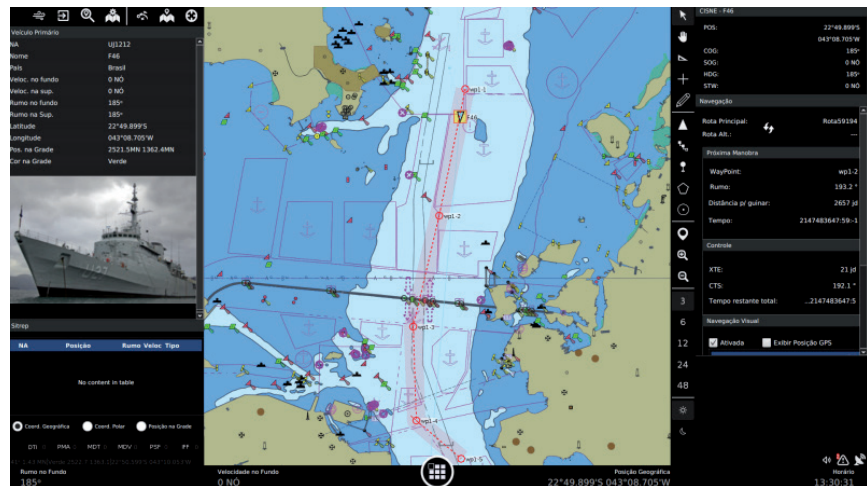 Veículo Primário
NA UJ1212
Nome F46
País Brasil
Veloc. no fundo 0 NÓ
Veloc. na sup. 0 NÓ
Rumo no fundo 185º
Rumo na Sup. 185º
Latitude 22°49.899'S
Longitude 043°08.705'W
Pos. na Grade 2521.5MN 1362.4MN
Cor na Grade Verde
Sitrep
NA Posição Rumo Veloc Tipo
No content in table
Coord. Geográfica Coord. Polar Posição na Grade
DTI PMA MDT MDV PSF PF
Rumo no Fundo
185°
Velocidade no Fundo
0 NÓ
wp1-1
F46
wp1-2
wp1-3
wp1-4
wp1-5
Posição Geográfica
22°49.899'S 043°08.705'W
3
6
12
24
48
CISNE - F46
POS: 22°49.899'S
043°08.705'W
COG: 185°
SOG: 0 NÓ
HDG: 185°
STW: 0 NÓ
Navegação
Rota Principal: Rota59194
Rota Alt.: ---
Próxima Manobra
WayPoint: wp1-2
Rumo: 193.2 °
Distância p/ guinar: 2657 jd
Tempo: 2147483647:59:-1
Controle
XTE: 21 jd
CTS: 192.1 °
Tempo restante total: ...2147483647:5
Navegação Visual
Ativada Exibir Posição GPS
Horário
13:30:31